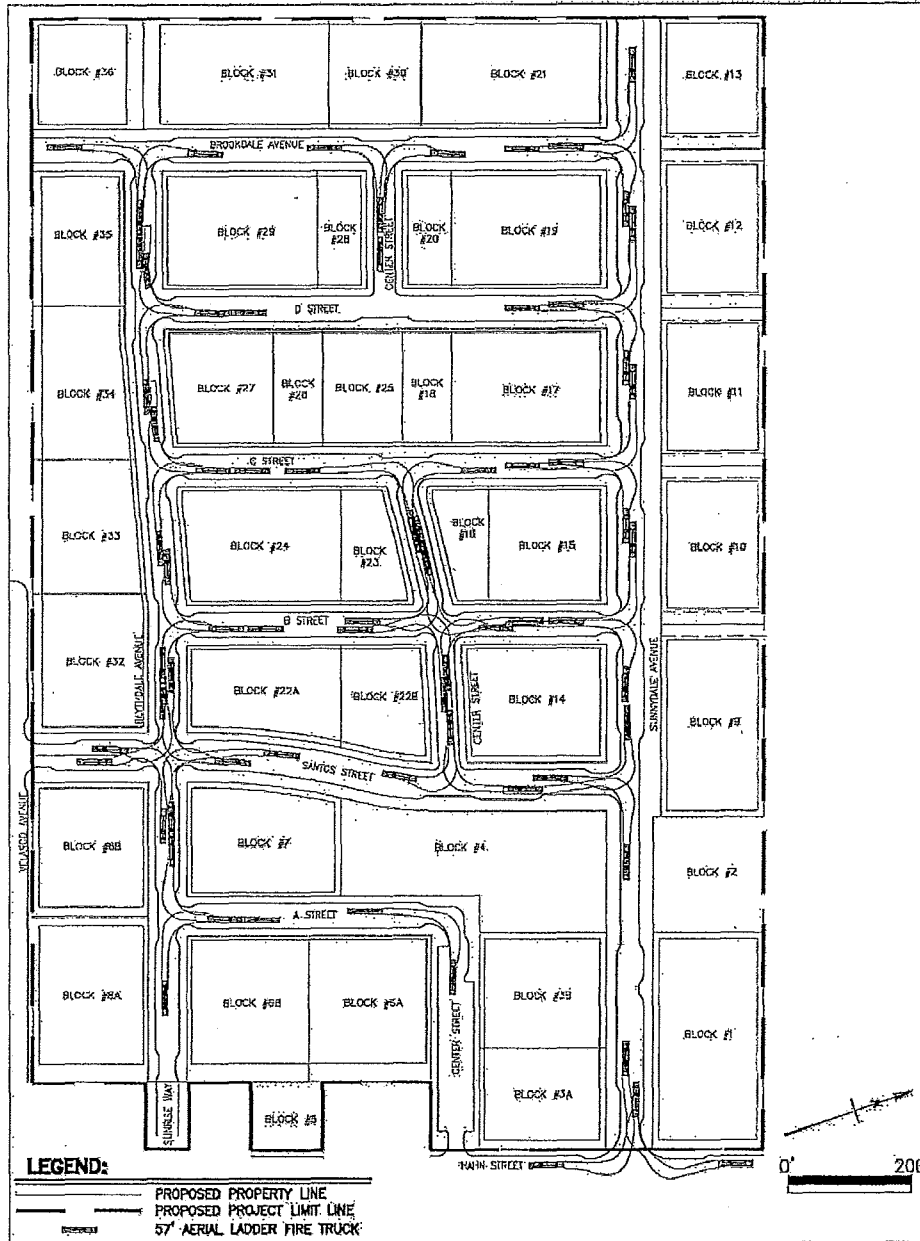 BLOCK #36
BLOCK #31
BLOCK #30
BLOCK #21
BLOCK #13
BROOKDALE AVENUE
BLOCK #35
BLOCK #29
BLOCK #28
CENTER STREET
BLOCK #20
BLOCK #19
BLOCK #12
D STREET
BLOCK #34
BLOCK #27
BLOCK #26
BLOCK #25
BLOCK #18
BLOCK #17
BLOCK #11
C STREET
BLOCK #33
BLOCK #24
BLOCK #23
BLOCK #16
BLOCK #15
BLOCK #10
B STREET
BLOCK #32
BLYTHDALE AVENUE
BLOCK #22A
BLOCK #22B
CENTER STREET
BLOCK #14
SUNNYDALE AVENUE
BLOCK #9
SANTOS STREET
VELASCO AVENUE
BLOCK #6B
BLOCK #7
BLOCK #4
BLOCK #2
A STREET
BLOCK #5B
BLOCK #5A
CENTER STREET
BLOCK #3B
BLOCK #1
BLOCK #3A
SUNRISE WAY
HAHN STREET
0'
LEGEND:
PROPOSED PROPERTY LINE
PROPOSED PROJECT LIMIT LINE
57' AERIAL LADDER FIRE TRUCK